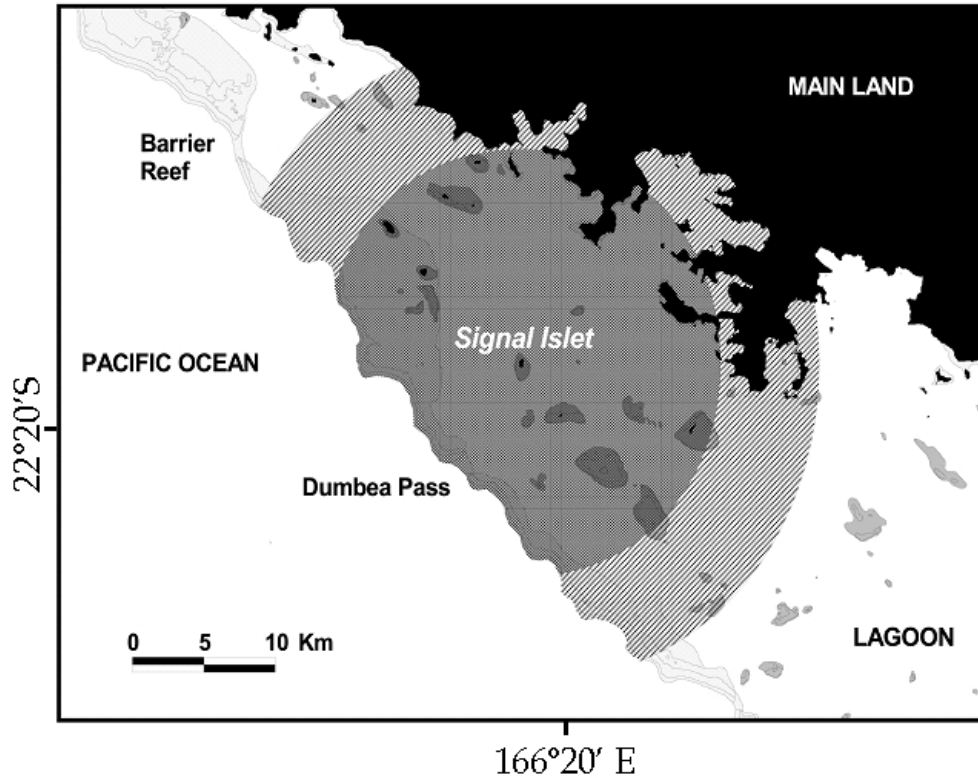 MAIN LAND
Barrier
Reef
Signal Islet
PACIFIC OCEAN
22°20'S
Dumbea Pass
0 5 10 Km
LAGOON
166°20' E